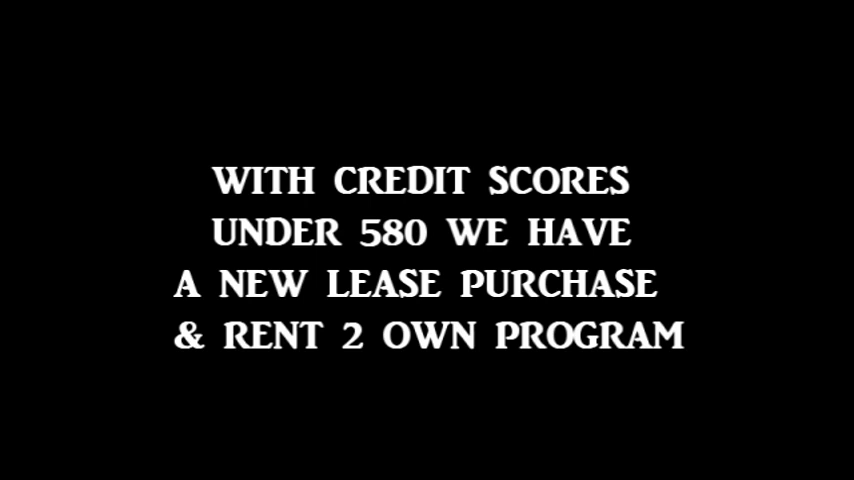 WITH CREDIT SCORES
UNDER 580 WE HAVE
A NEW LEASE PURCHASE
& RENT 2 OWN PROGRAM